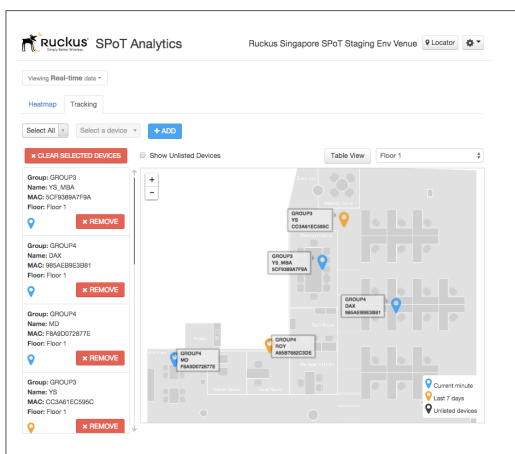 Ruckus SPoT Analytics
Simply Better Wireless.
Ruckus Singapore SPoT Staging Env Venue
Locator
Viewing Real-time data
Heatmap Tracking
Select All Select a device + ADD
× CLEAR SELECTED DEVICES
Show Unlisted Devices
Table View
Floor 1
Group: GROUP3
Name: YS_MBA
MAC: 5CF9389A7F9A
Floor: Floor 1
× REMOVE
Group: GROUP4
Name: DAX
MAC: 985AEB9E3B81
Floor: Floor 1
× REMOVE
Group: GROUP4
Name: MD
MAC: F8A9D072877E
Floor: Floor 1
× REMOVE
Group: GROUP3
Name: YS
MAC: CC3A61EC595C
Floor: Floor 1
× REMOVE
+
−
GROUP3
YS
CC3A61EC595C
GROUP3
YS_MBA
5CF9389A7F9A
GROUP4
DAX
985AEB9E3B81
GROUP4
ROY
GROUP4
MD
F8A9D072877E
Current minute
Last 7 days
Unlisted devices